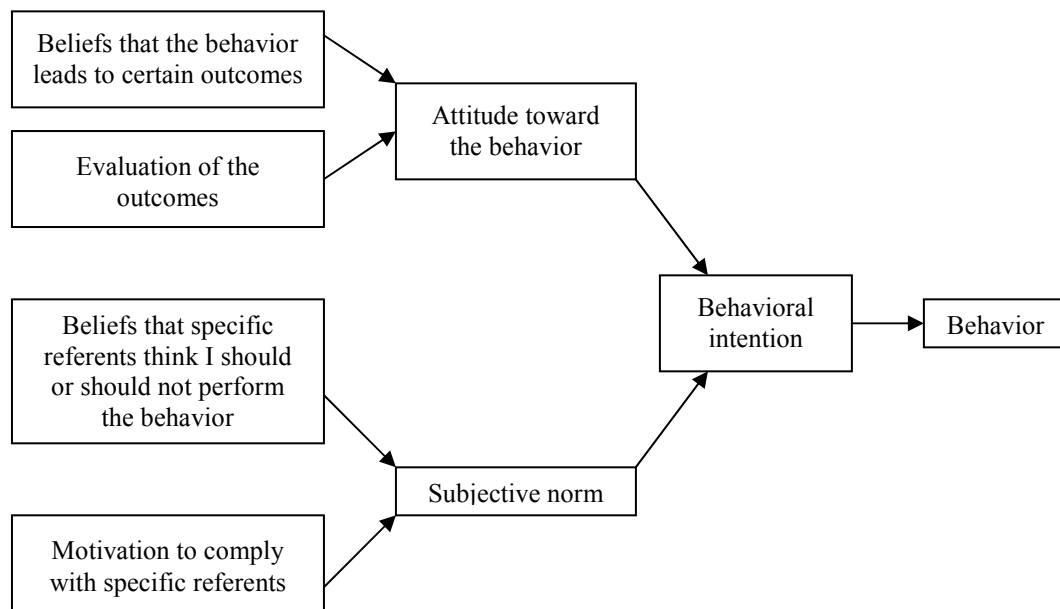 Beliefs that the behavior
leads to certain outcomes
Evaluation of the
outcomes
Attitude toward
the behavior
Beliefs that specific
referents think I should
or should not perform
the behavior
Motivation to comply
with specific referents
Subjective norm
Behavioral
intention
Behavior